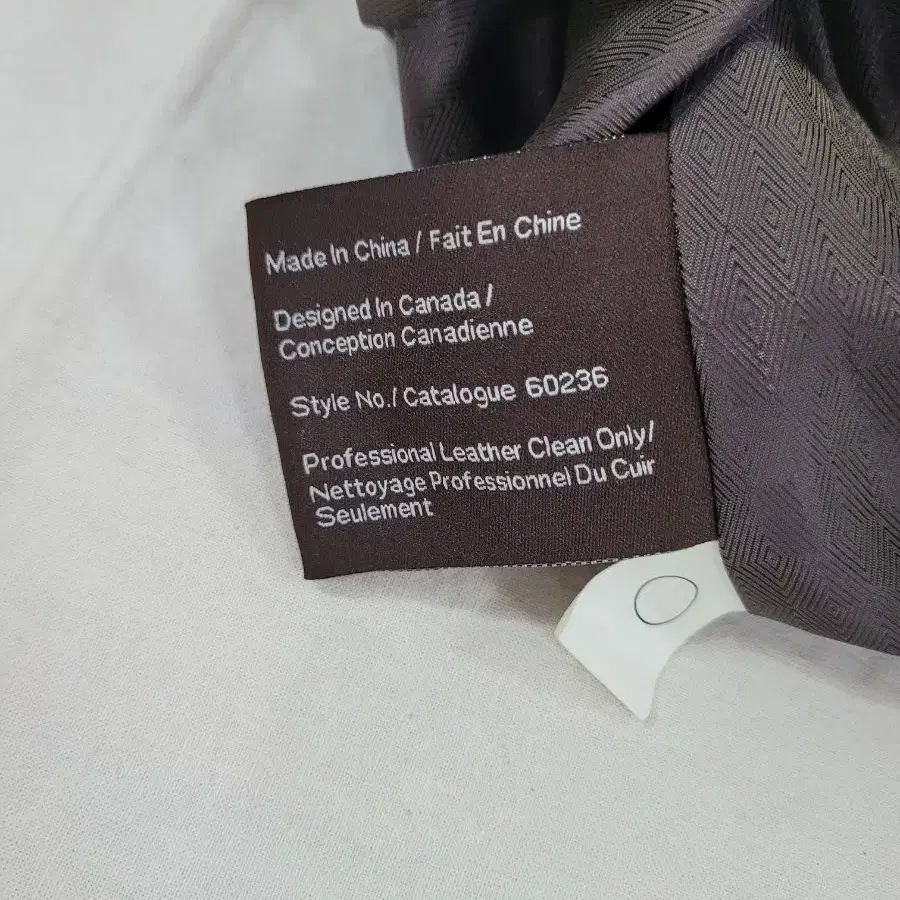 Made In China / Fait En Chine
Designed In Canada /
Conception Canadienne
Style No./ Catalogue 60236
Professional Leather Clean Only/
Nettoyage Professionnel Du Cuir
Seulement